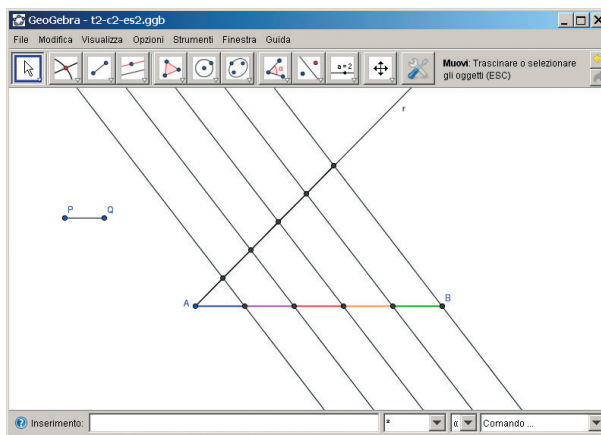 GeoGebra - t2-c2-es2.ggb
File Modifica Visualizza Opzioni Strumenti Finestra Guida
a = 2
α
Muovi: Trascinare o selezionare
gli oggetti (ESC)
r
P Q
A B
Inserimento: α Comando ...